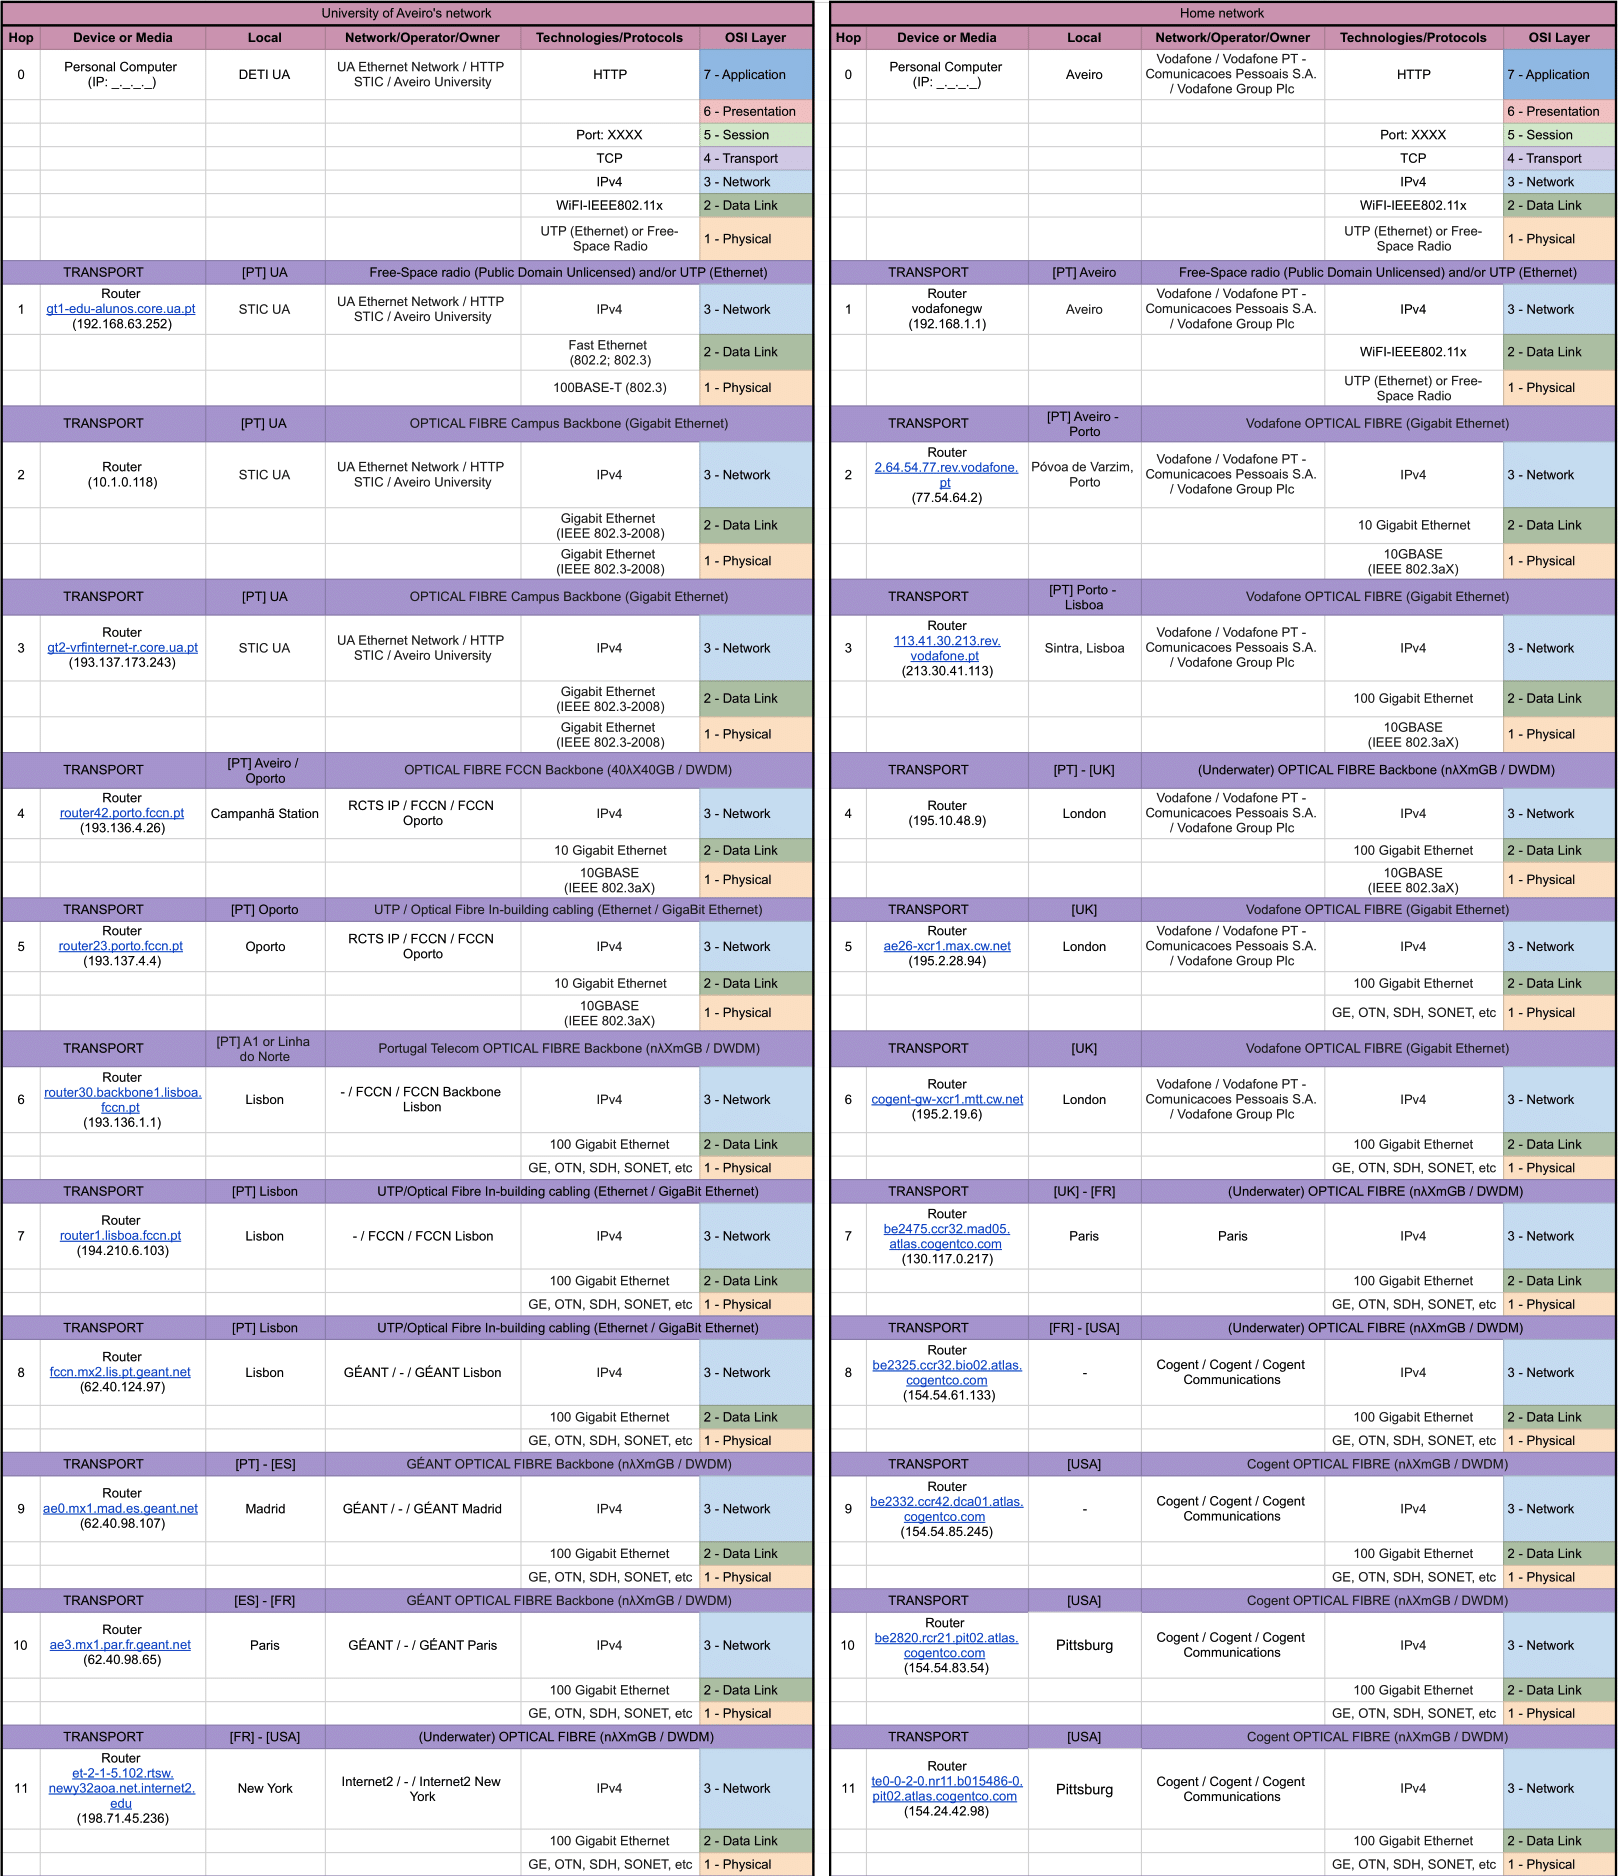 University of Aveiro's network
Hop Device or Media Local Network/Operator/Owner Technologies/Protocols OSI Layer
0 Personal Computer (IP: _._._._) DETI UA UA Ethernet Network / HTTP STIC / Aveiro University HTTP 7 - Application
6 - Presentation
Port: XXXX 5 - Session
TCP 4 - Transport
IPv4 3 - Network
WiFI-IEEE802.11x 2 - Data Link
UTP (Ethernet) or Free-Space Radio 1 - Physical
TRANSPORT [PT] UA Free-Space radio (Public Domain Unlicensed) and/or UTP (Ethernet)
1 Router gt1-edu-alunos.core.ua.pt (192.168.63.252) STIC UA UA Ethernet Network / HTTP STIC / Aveiro University IPv4 3 - Network
Fast Ethernet (802.2; 802.3) 2 - Data Link
100BASE-T (802.3) 1 - Physical
TRANSPORT [PT] UA OPTICAL FIBRE Campus Backbone (Gigabit Ethernet)
2 Router (10.1.0.118) STIC UA UA Ethernet Network / HTTP STIC / Aveiro University IPv4 3 - Network
Gigabit Ethernet (IEEE 802.3-2008) 2 - Data Link
Gigabit Ethernet (IEEE 802.3-2008) 1 - Physical
TRANSPORT [PT] UA OPTICAL FIBRE Campus Backbone (Gigabit Ethernet)
3 Router gt2-vrfinternet-r.core.ua.pt (193.137.173.243) STIC UA UA Ethernet Network / HTTP STIC / Aveiro University IPv4 3 - Network
Gigabit Ethernet (IEEE 802.3-2008) 2 - Data Link
Gigabit Ethernet (IEEE 802.3-2008) 1 - Physical
TRANSPORT [PT] Aveiro / Oporto OPTICAL FIBRE FCCN Backbone (40λX40GB / DWDM)
4 Router router42.porto.fccn.pt (193.136.4.26) Campanhã Station RCTS IP / FCCN / FCCN Oporto IPv4 3 - Network
10 Gigabit Ethernet 2 - Data Link
10GBASE (IEEE 802.3aX) 1 - Physical
TRANSPORT [PT] Oporto UTP / Optical Fibre In-building cabling (Ethernet / GigaBit Ethernet)
5 Router router23.porto.fccn.pt (193.137.4.4) Oporto RCTS IP / FCCN / FCCN Oporto IPv4 3 - Network
10 Gigabit Ethernet 2 - Data Link
10GBASE (IEEE 802.3aX) 1 - Physical
TRANSPORT [PT] A1 or Linha do Norte Portugal Telecom OPTICAL FIBRE Backbone (nλXmGB / DWDM)
6 Router router30.backbone1.lisboa.fccn.pt (193.136.1.1) Lisbon - / FCCN / FCCN Backbone Lisbon IPv4 3 - Network
100 Gigabit Ethernet 2 - Data Link
GE, OTN, SDH, SONET, etc 1 - Physical
TRANSPORT [PT] Lisbon UTP/Optical Fibre In-building cabling (Ethernet / GigaBit Ethernet)
7 Router router1.lisboa.fccn.pt (194.210.6.103) Lisbon - / FCCN / FCCN Lisbon IPv4 3 - Network
100 Gigabit Ethernet 2 - Data Link
GE, OTN, SDH, SONET, etc 1 - Physical
TRANSPORT [PT] Lisbon UTP/Optical Fibre In-building cabling (Ethernet / GigaBit Ethernet)
8 Router fccn.mx2.lis.pt.geant.net (62.40.124.97) Lisbon GÉANT / - / GÉANT Lisbon IPv4 3 - Network
100 Gigabit Ethernet 2 - Data Link
GE, OTN, SDH, SONET, etc 1 - Physical
TRANSPORT [PT] - [ES] GÉANT OPTICAL FIBRE Backbone (nλXmGB / DWDM)
9 Router ae0.mx1.mad.es.geant.net (62.40.98.107) Madrid GÉANT / - / GÉANT Madrid IPv4 3 - Network
100 Gigabit Ethernet 2 - Data Link
GE, OTN, SDH, SONET, etc 1 - Physical
TRANSPORT [ES] - [FR] GÉANT OPTICAL FIBRE Backbone (nλXmGB / DWDM)
10 Router ae3.mx1.par.fr.geant.net (62.40.98.65) Paris GÉANT / - / GÉANT Paris IPv4 3 - Network
100 Gigabit Ethernet 2 - Data Link
GE, OTN, SDH, SONET, etc 1 - Physical
TRANSPORT [FR] - [USA] (Underwater) OPTICAL FIBRE (nλXmGB / DWDM)
11 Router et-2-1-5.102.rtsw.newy32aoa.net.internet2.edu (198.71.45.236) New York Internet2 / - / Internet2 New York IPv4 3 - Network
100 Gigabit Ethernet 2 - Data Link
GE, OTN, SDH, SONET, etc 1 - Physical
Home network
Hop Device or Media Local Network/Operator/Owner Technologies/Protocols OSI Layer
0 Personal Computer (IP: _._._._) Aveiro Vodafone / Vodafone PT - Comunicacoes Pessoais S.A. / Vodafone Group Plc HTTP 7 - Application
6 - Presentation
Port: XXXX 5 - Session
TCP 4 - Transport
IPv4 3 - Network
WiFI-IEEE802.11x 2 - Data Link
UTP (Ethernet) or Free-Space Radio 1 - Physical
TRANSPORT [PT] Aveiro Free-Space radio (Public Domain Unlicensed) and/or UTP (Ethernet)
1 Router vodafonegw (192.168.1.1) Aveiro Vodafone / Vodafone PT - Comunicacoes Pessoais S.A. / Vodafone Group Plc IPv4 3 - Network
WiFI-IEEE802.11x 2 - Data Link
UTP (Ethernet) or Free-Space Radio 1 - Physical
TRANSPORT [PT] Aveiro - Porto Vodafone OPTICAL FIBRE (Gigabit Ethernet)
2 Router 2.64.54.77.rev.vodafone.pt (77.54.64.2) Póvoa de Varzim, Porto Vodafone / Vodafone PT - Comunicacoes Pessoais S.A. / Vodafone Group Plc IPv4 3 - Network
10 Gigabit Ethernet 2 - Data Link
10GBASE (IEEE 802.3aX) 1 - Physical
TRANSPORT [PT] Porto - Lisboa Vodafone OPTICAL FIBRE (Gigabit Ethernet)
3 Router 113.41.30.213.rev.vodafone.pt (213.30.41.113) Sintra, Lisboa Vodafone / Vodafone PT - Comunicacoes Pessoais S.A. / Vodafone Group Plc IPv4 3 - Network
100 Gigabit Ethernet 2 - Data Link
10GBASE (IEEE 802.3aX) 1 - Physical
TRANSPORT [PT] - [UK] (Underwater) OPTICAL FIBRE Backbone (nλXmGB / DWDM)
4 Router (195.10.48.9) London Vodafone / Vodafone PT - Comunicacoes Pessoais S.A. / Vodafone Group Plc IPv4 3 - Network
100 Gigabit Ethernet 2 - Data Link
10GBASE (IEEE 802.3aX) 1 - Physical
TRANSPORT [UK] Vodafone OPTICAL FIBRE (Gigabit Ethernet)
5 Router ae26-xcr1.max.cw.net (195.2.28.94) London Vodafone / Vodafone PT - Comunicacoes Pessoais S.A. / Vodafone Group Plc IPv4 3 - Network
100 Gigabit Ethernet 2 - Data Link
GE, OTN, SDH, SONET, etc 1 - Physical
TRANSPORT [UK] Vodafone OPTICAL FIBRE (Gigabit Ethernet)
6 Router cogent-gw-xcr1.mtt.cw.net (195.2.19.6) London Vodafone / Vodafone PT - Comunicacoes Pessoais S.A. / Vodafone Group Plc IPv4 3 - Network
100 Gigabit Ethernet 2 - Data Link
GE, OTN, SDH, SONET, etc 1 - Physical
TRANSPORT [UK] - [FR] (Underwater) OPTICAL FIBRE (nλXmGB / DWDM)
7 Router be2475.ccr32.mad05.atlas.cogentco.com (130.117.0.217) Paris Paris IPv4 3 - Network
100 Gigabit Ethernet 2 - Data Link
GE, OTN, SDH, SONET, etc 1 - Physical
TRANSPORT [FR] - [USA] (Underwater) OPTICAL FIBRE (nλXmGB / DWDM)
8 Router be2325.ccr32.bio02.atlas.cogentco.com (154.54.61.133) - Cogent / Cogent / Cogent Communications IPv4 3 - Network
100 Gigabit Ethernet 2 - Data Link
GE, OTN, SDH, SONET, etc 1 - Physical
TRANSPORT [USA] Cogent OPTICAL FIBRE (nλXmGB / DWDM)
9 Router be2332.ccr42.dca01.atlas.cogentco.com (154.54.85.245) - Cogent / Cogent / Cogent Communications IPv4 3 - Network
100 Gigabit Ethernet 2 - Data Link
GE, OTN, SDH, SONET, etc 1 - Physical
TRANSPORT [USA] Cogent OPTICAL FIBRE (nλXmGB / DWDM)
10 Router be2820.rcr21.pit02.atlas.cogentco.com (154.54.83.54) Pittsburg Cogent / Cogent / Cogent Communications IPv4 3 - Network
100 Gigabit Ethernet 2 - Data Link
GE, OTN, SDH, SONET, etc 1 - Physical
TRANSPORT [USA] Cogent OPTICAL FIBRE (nλXmGB / DWDM)
11 Router te0-0-2-0.nr11.b015486-0.pit02.atlas.cogentco.com (154.24.42.98) Pittsburg Cogent / Cogent / Cogent Communications IPv4 3 - Network
100 Gigabit Ethernet 2 - Data Link
GE, OTN, SDH, SONET, etc 1 - Physical